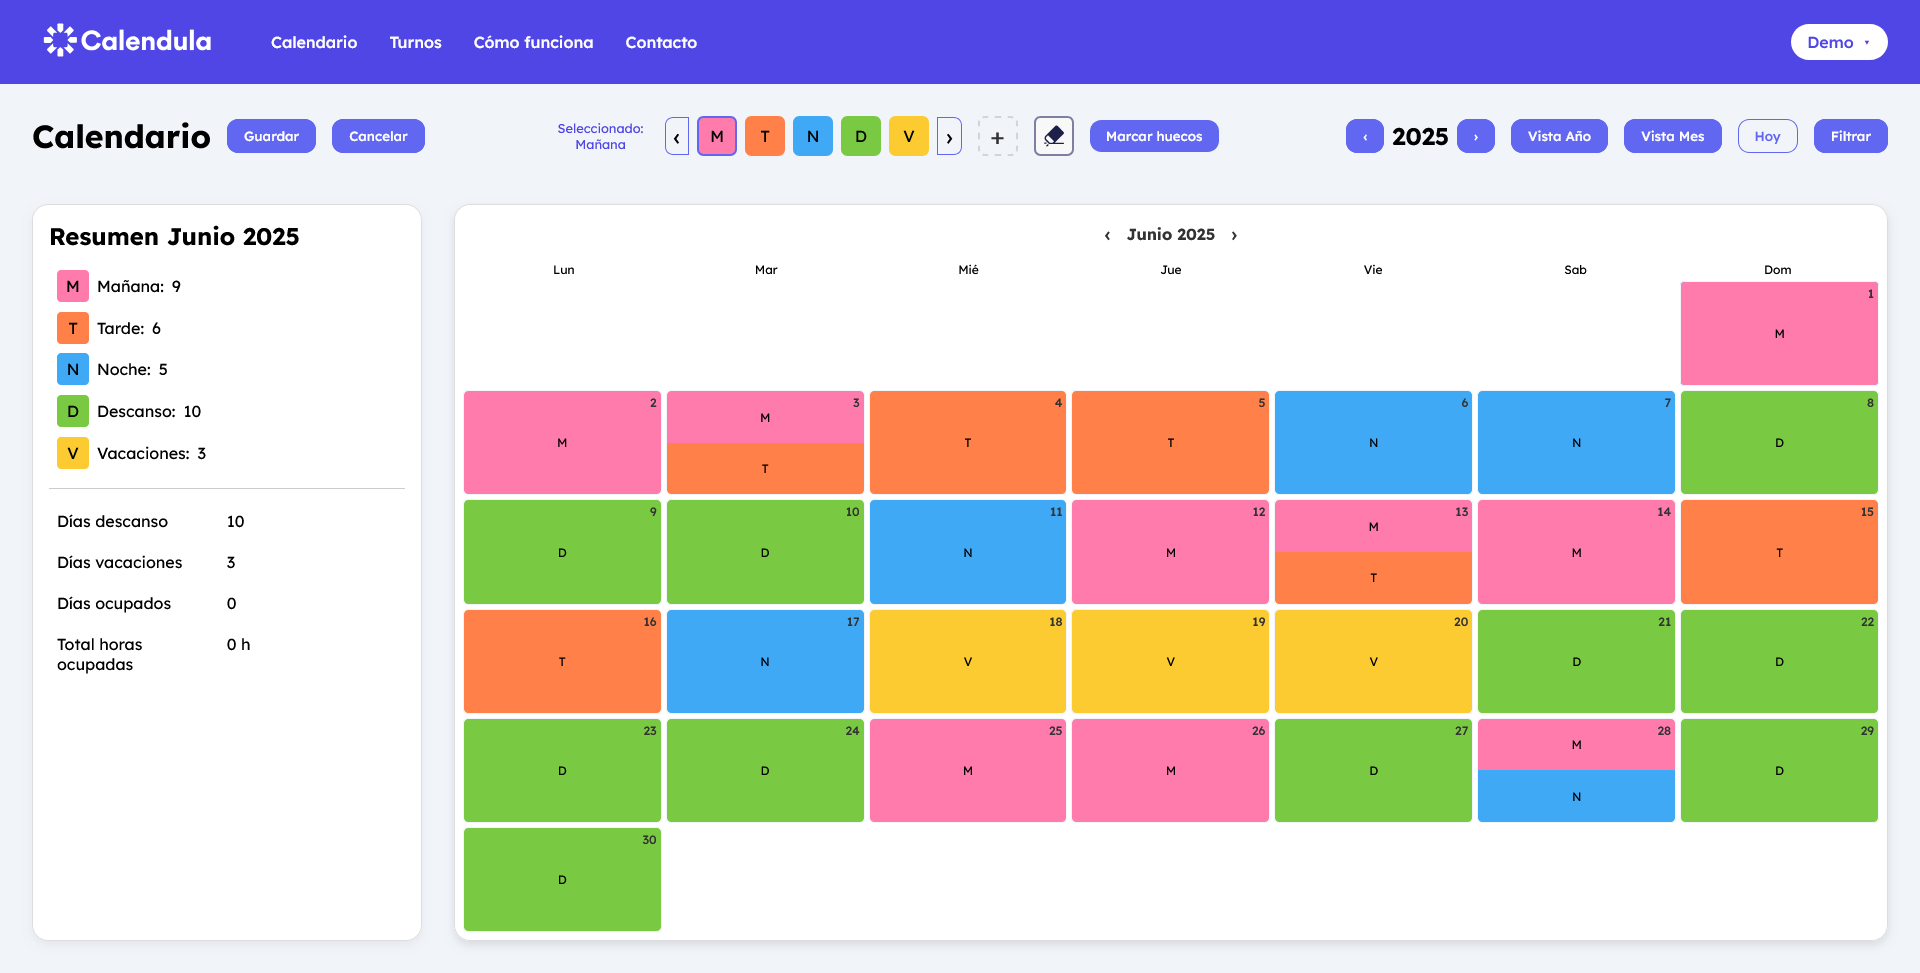 Calendula
Calendario Turnos Cómo funciona Contacto
Demo ▾
Calendario
Guardar Cancelar
Seleccionado:
Mañana
‹ M T N D V › +
Marcar huecos
‹ 2025 › Vista Año Vista Mes Hoy Filtrar
Resumen Junio 2025
M Mañana: 9
T Tarde: 6
N Noche: 5
D Descanso: 10
V Vacaciones: 3
Días descanso 10
Días vacaciones 3
Días ocupados 0
Total horas 0 h
ocupadas
‹ Junio 2025 ›
Lun Mar Mié Jue Vie Sab Dom
1
M
2 3 4 5 6 7 8
M M T T T N N D
9 10 11 12 13 14 15
D D N M M T M T
16 17 18 19 20 21 22
T N V V V D D
23 24 25 26 27 28 29
D D M M D M N D
30
D